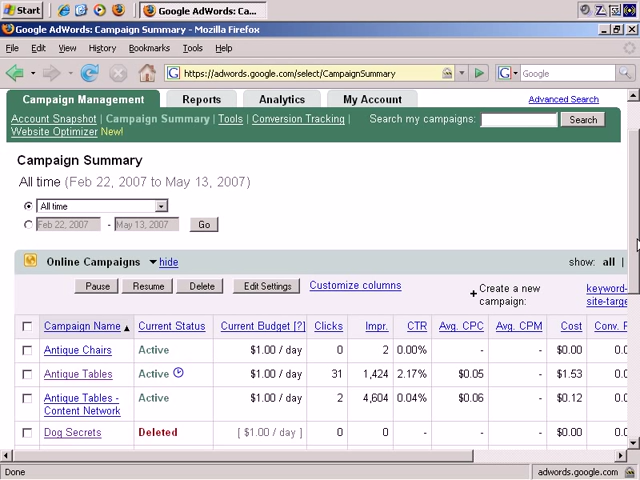 Start
Google AdWords: Ca...
Google AdWords: Campaign Summary - Mozilla Firefox
File Edit View History Bookmarks Tools Help
https://adwords.google.com/select/CampaignSummary
Google
Campaign Management Reports Analytics My Account Advanced Search
Account Snapshot | Campaign Summary | Tools | Conversion Tracking | Search my campaigns: Search
Website Optimizer New!
Campaign Summary
All time (Feb 22, 2007 to May 13, 2007)
All time
Feb 22, 2007 - May 13, 2007 Go
Online Campaigns hide show: all |
Pause Resume Delete Edit Settings Customize columns + Create a new campaign: keyword-
site-targe
Campaign Name Current Status Current Budget [?] Clicks Impr. CTR Avg. CPC Avg. CPM Cost Conv. R
Antique Chairs Active $1.00 / day 0 2 0.00% - - $0.00 0.0
Antique Tables Active $1.00 / day 31 1,424 2.17% $0.05 - $1.53 0.0
Antique Tables - Content Network Active $1.00 / day 2 4,604 0.04% $0.06 - $0.12 0.0
Dog Secrets Deleted [ $1.00 / day ] 0 0 - - - $0.00 0.0
Done adwords.google.com